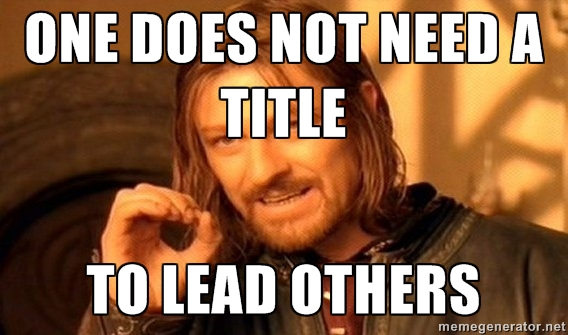 ONE DOES NOT NEED A
TITLE
TO LEAD OTHERS
memegenerator.net